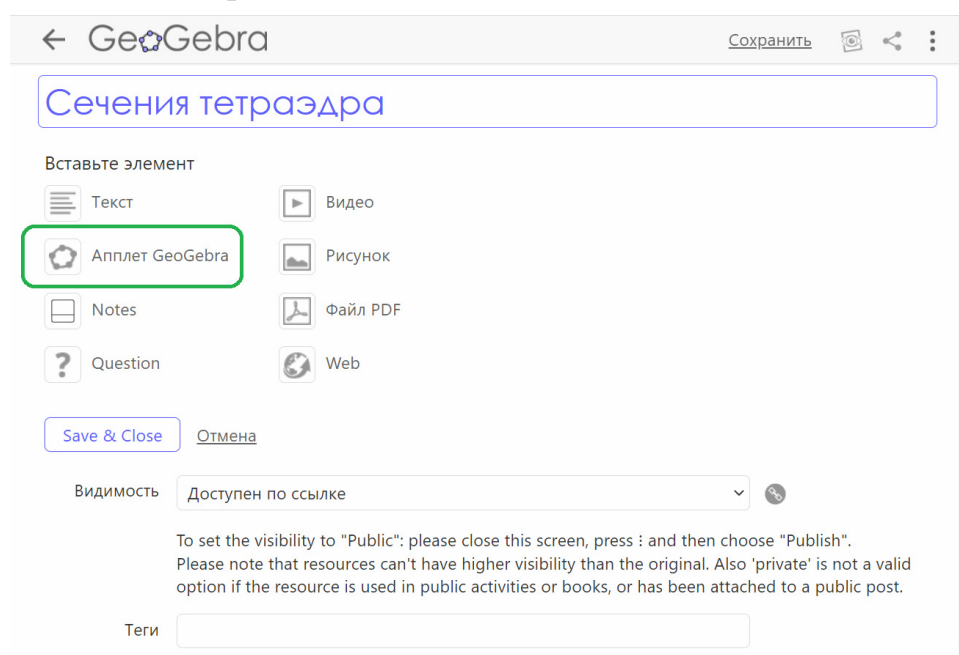 GeoGebra
Сохранить
Сечения тетраэдра
Вставьте элемент
Текст
Видео
Апплет GeoGebra
Рисунок
Notes
Файл PDF
? Question
Web
Save & Close
Отмена
Видимость
Доступен по ссылке
To set the visibility to "Public": please close this screen, press ⋮ and then choose "Publish".
Please note that resources can't have higher visibility than the original. Also 'private' is not a valid
option if the resource is used in public activities or books, or has been attached to a public post.
Теги